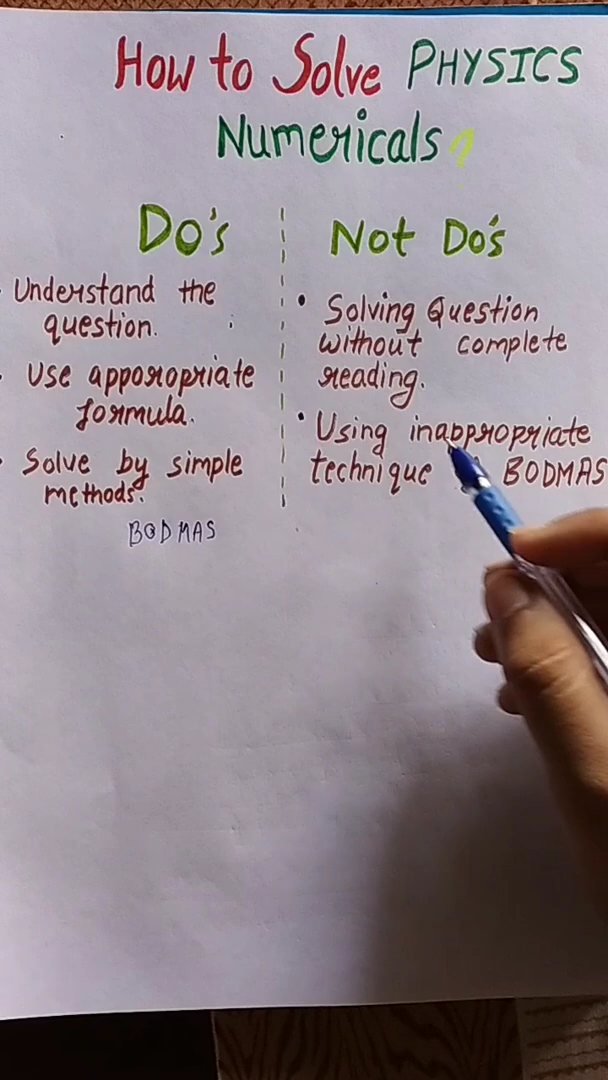 How to Solve PHYSICS
Numericals?
Do's
Understand the
question.
Use apporopriate
formula.
Solve by simple
methods.
BODMAS
Not Do's
Solving Question
without complete
reading.
Using inappropriate
technique BODMAS